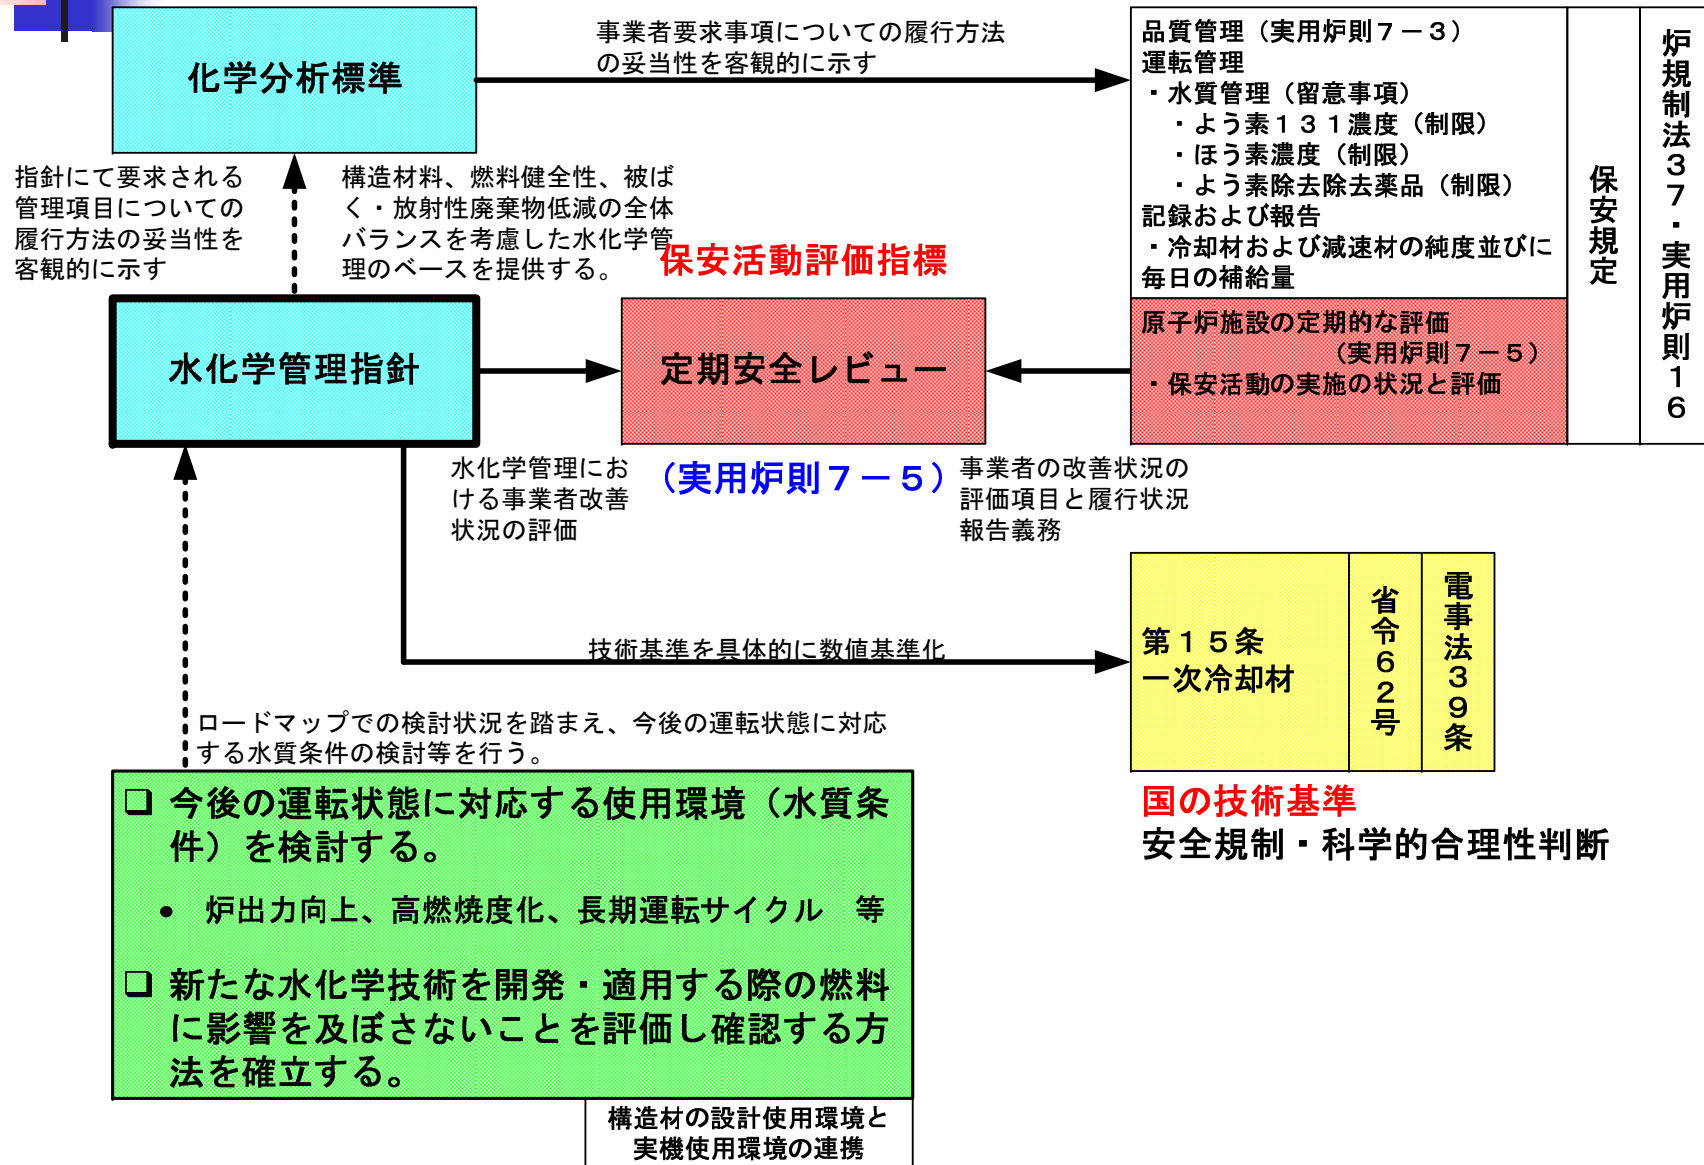 化学分析標準
事業者要求事項についての履行方法
の妥当性を客観的に示す
品質管理（実用炉則７－３）
運転管理
・水質管理（留意事項）
・よう素１３１濃度（制限）
・ほう素濃度（制限）
・よう素除去除去薬品（制限）
記録および報告
・冷却材および減速材の純度並びに
毎日の補給量
原子炉施設の定期的な評価
（実用炉則７－５）
・保安活動の実施の状況と評価
保安規定
炉規制法３７・実用炉則１６
指針にて要求される
管理項目についての
履行方法の妥当性を
客観的に示す
構造材料、燃料健全性、被ば
く・放射性廃棄物低減の全体
バランスを考慮した水化学管
理のベースを提供する。
保安活動評価指標
水化学管理指針
定期安全レビュー
（実用炉則７－５）
水化学管理にお
ける事業者改善
状況の評価
事業者の改善状況の
評価項目と履行状況
報告義務
技術基準を具体的に数値基準化
第１５条
一次冷却材
省令６２号
電事法３９条
国の技術基準
安全規制・科学的合理性判断
ロードマップでの検討状況を踏まえ、今後の運転状態に対応
する水質条件の検討等を行う。
❑ 今後の運転状態に対応する使用環境（水質条
件）を検討する。
• 炉出力向上、高燃焼度化、長期運転サイクル　等
❑ 新たな水化学技術を開発・適用する際の燃料
に影響を及ぼさないことを評価し確認する方
法を確立する。
構造材の設計使用環境と
実機使用環境の連携